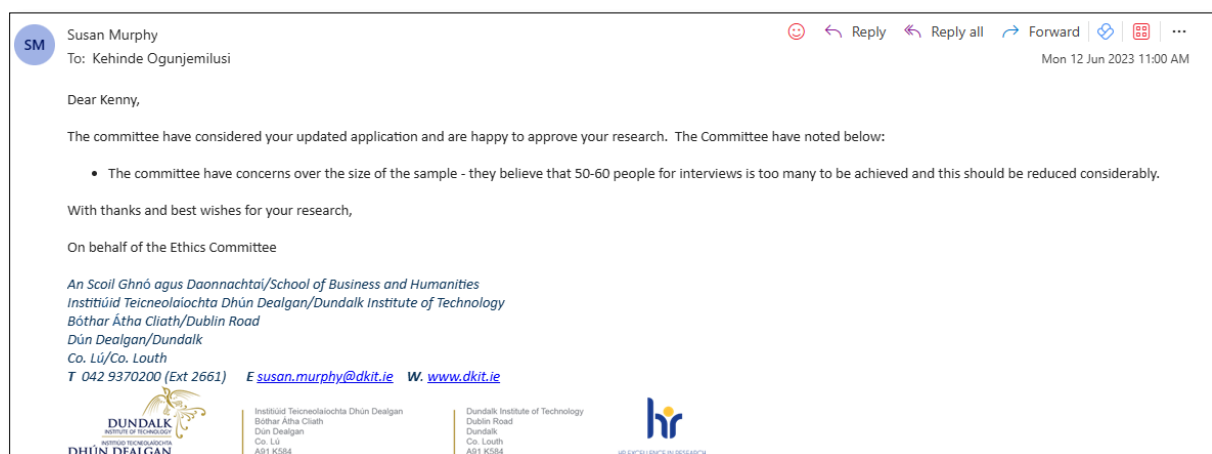 SM
Susan Murphy
To: Kehinde Ogunjemilusi
Reply
Reply all
Forward
Mon 12 Jun 2023 11:00 AM
Dear Kenny,
The committee have considered your updated application and are happy to approve your research. The Committee have noted below:
• The committee have concerns over the size of the sample - they believe that 50-60 people for interviews is too many to be achieved and this should be reduced considerably.
With thanks and best wishes for your research,
On behalf of the Ethics Committee
An Scoil Ghnó agus Daonnachtaí/School of Business and Humanities
Institiúid Teicneolaíochta Dhún Dealgan/Dundalk Institute of Technology
Bóthar Átha Cliath/Dublin Road
Dún Dealgan/Dundalk
Co. Lú/Co. Louth
T 042 9370200 (Ext 2661) E susan.murphy@dkit.ie W. www.dkit.ie
DUNDALK
INSTITUTE OF TECHNOLOGY
INSTITIÚID TEICNEOLAÍOCHTA
DHÚN DEALGAN
Institiúid Teicneolaíochta Dhún Dealgan
Bóthar Átha Cliath
Dún Dealgan
Co. Lú
A91 K584
Dundalk Institute of Technology
Dublin Road
Dundalk
Co. Louth
A91 K584
hr
HR EXCELLENCE IN RESEARCH